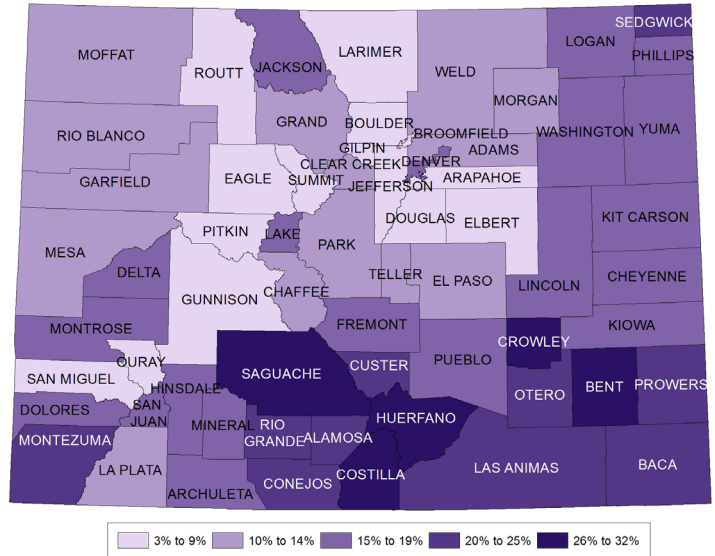 SEDGWICK
LOGAN
PHILLIPS
MOFFAT
ROUTT
JACKSON
LARIMER
WELD
MORGAN
GRAND
BOULDER
RIO BLANCO
BROOMFIELD
WASHINGTON
YUMA
GILPIN
ADAMS
CLEAR CREEK
DENVER
GARFIELD
EAGLE
SUMMIT
JEFFERSON
ARAPAHOE
DOUGLAS
ELBERT
KIT CARSON
PITKIN
LAKE
MESA
PARK
DELTA
TELLER
EL PASO
LINCOLN
CHEYENNE
GUNNISON
CHAFFEE
MONTROSE
FREMONT
KIOWA
CROWLEY
OURAY
PUEBLO
CUSTER
SAGUACHE
SAN MIGUEL
HINSDALE
OTERO
BENT
PROWERS
DOLORES
SAN
JUAN
HUERFANO
MINERAL
RIO
GRANDE
ALAMOSA
MONTEZUMA
LA PLATA
COSTILLA
LAS ANIMAS
BACA
CONEJOS
ARCHULETA
3% to 9%
10% to 14%
15% to 19%
20% to 25%
26% to 32%